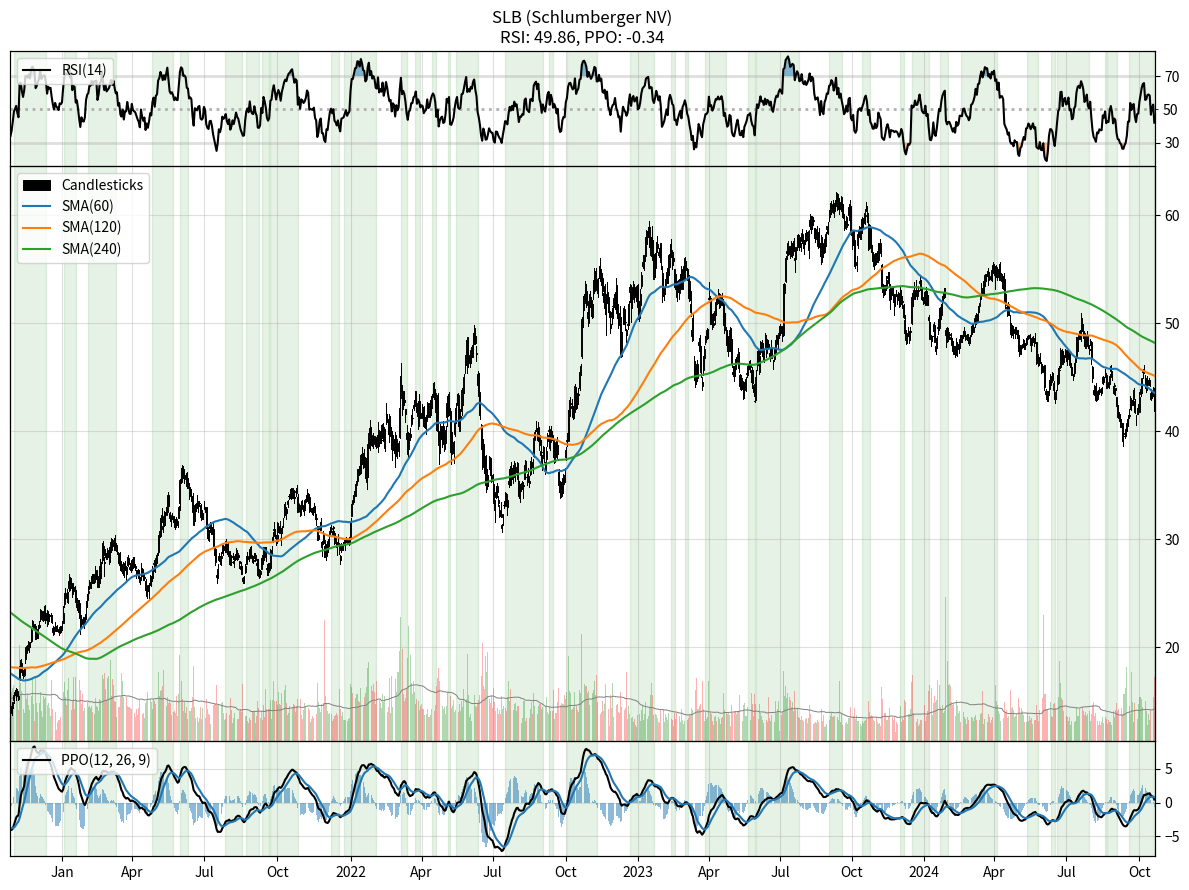 SLB (Schlumberger NV)
RSI: 49.86, PPO: -0.34
RSI(14)
70
50
30
Candlesticks
SMA(60)
SMA(120)
SMA(240)
60
50
40
30
20
PPO(12, 26, 9)
5
0
−5
Jan Apr Jul Oct 2022 Apr Jul Oct 2023 Apr Jul Oct 2024 Apr Jul Oct